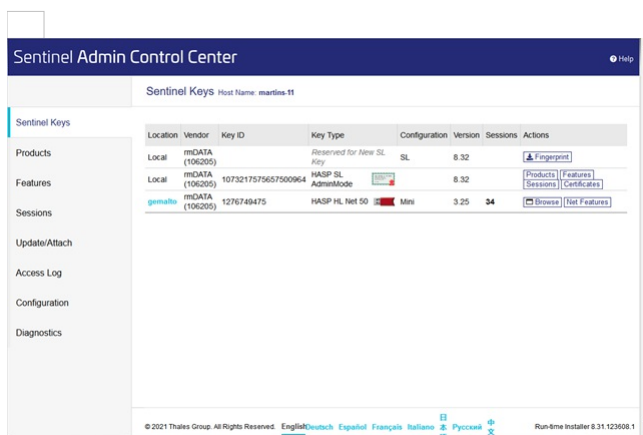 Sentinel Admin Control Center
Help
Sentinel Keys Host Name: martins-11
Sentinel Keys
Products
Features
Sessions
Update/Attach
Access Log
Configuration
Diagnostics
Location Vendor Key ID Key Type Configuration Version Sessions Actions
Local rmDATA (106205) Reserved for New SL Key SL 8.32 Fingerprint
Local rmDATA (106205) 1073217575657500964 HASP SL AdminMode 8.32 Products Features Sessions Certificates
gemalto rmDATA (106205) 1276749475 HASP HL Net 50 Mini 3.25 34 Browse Net Features
© 2021 Thales Group. All Rights Reserved. English Deutsch Español Français Italiano 日本 Русский 中文 Run-time Installer 8.31.123608.1